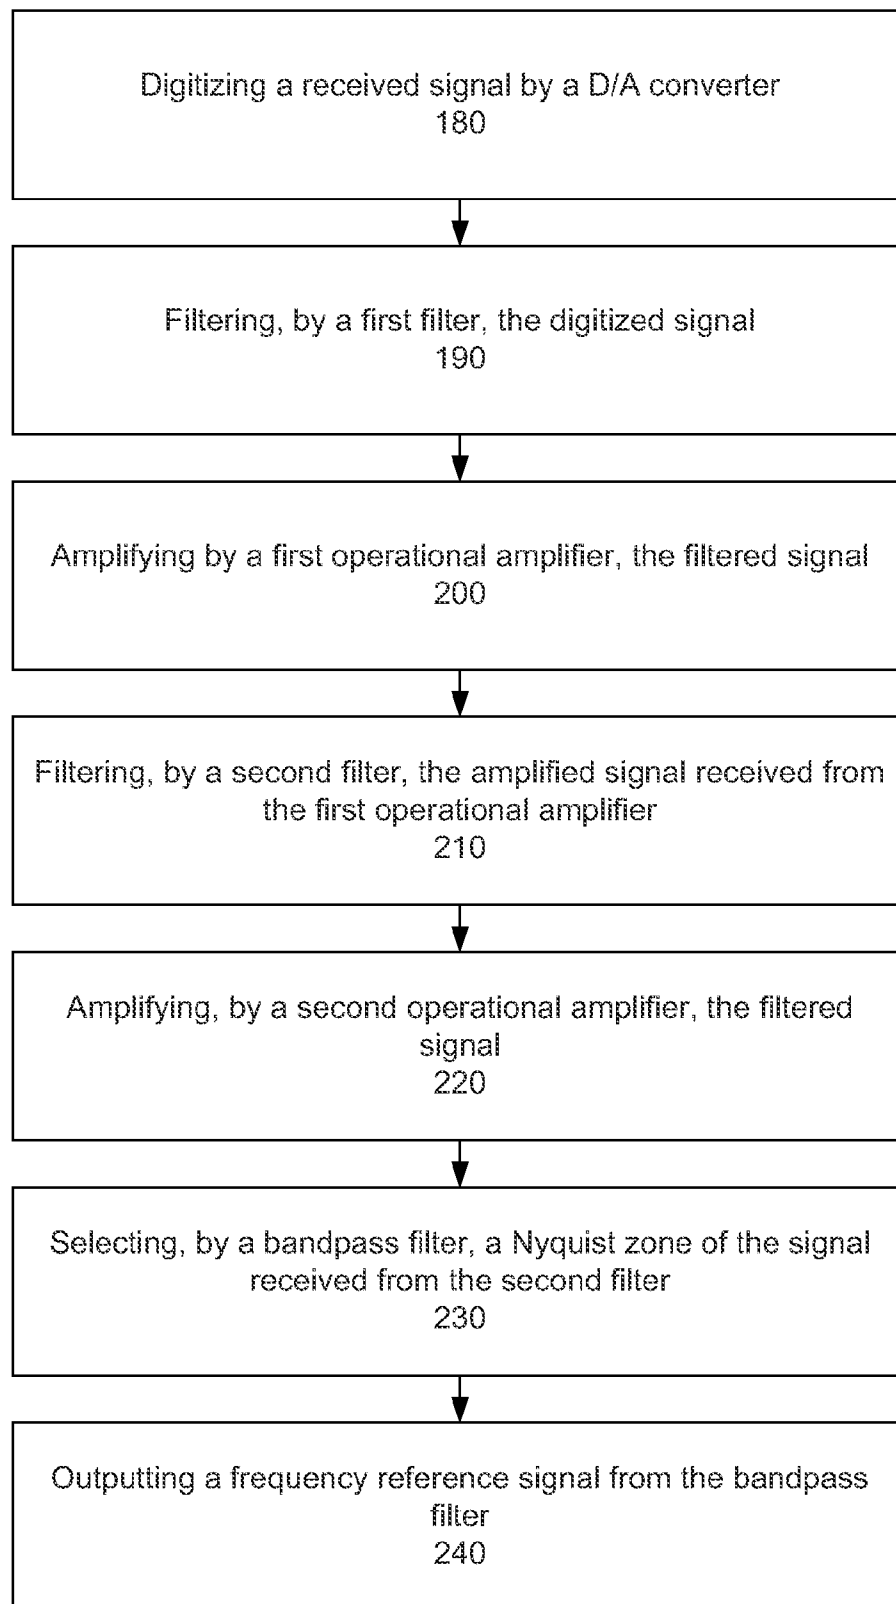 Digitizing a received signal by a D/A converter
180
Filtering, by a first filter, the digitized signal
190
Amplifying by a first operational amplifier, the filtered signal
200
Filtering, by a second filter, the amplified signal received from
the first operational amplifier
210
Amplifying, by a second operational amplifier, the filtered
signal
220
Selecting, by a bandpass filter, a Nyquist zone of the signal
received from the second filter
230
Outputting a frequency reference signal from the bandpass
filter
240